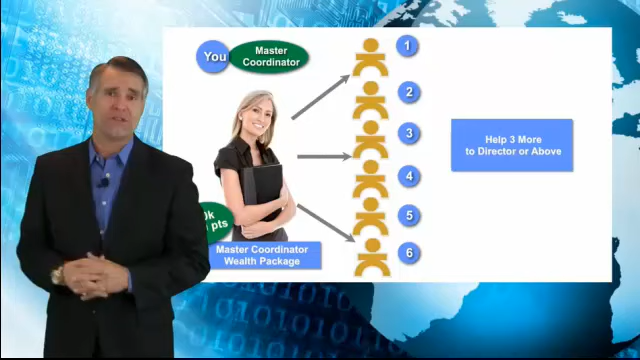 You
Master
Coordinator
1
2
3
4
5
6
Help 3 More
to Director or Above
0k
pts
Master Coordinator
Wealth Package